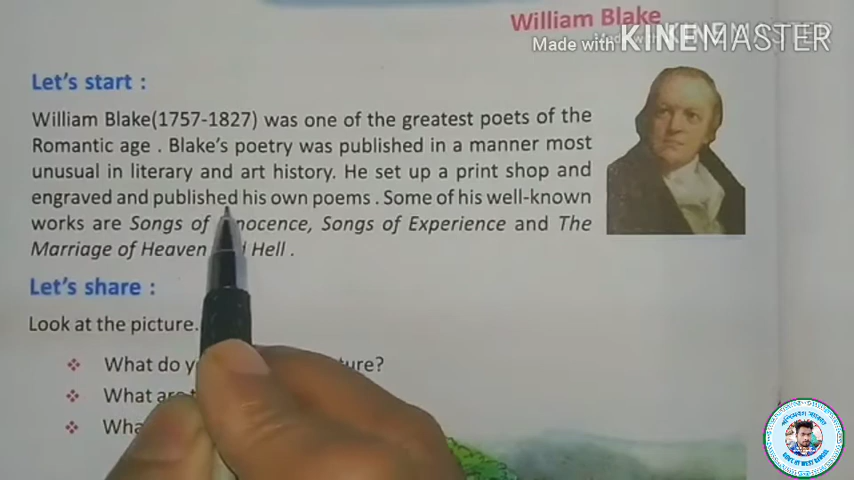 William Blake
Made with KINEMASTER
Let's start :
William Blake(1757-1827) was one of the greatest poets of the
Romantic age . Blake's poetry was published in a manner most
unusual in literary and art history. He set up a print shop and
engraved and published his own poems . Some of his well-known
works are Songs of Innocence, Songs of Experience and The
Marriage of Heaven and Hell .
Let's share :
Look at the picture.
What do
What